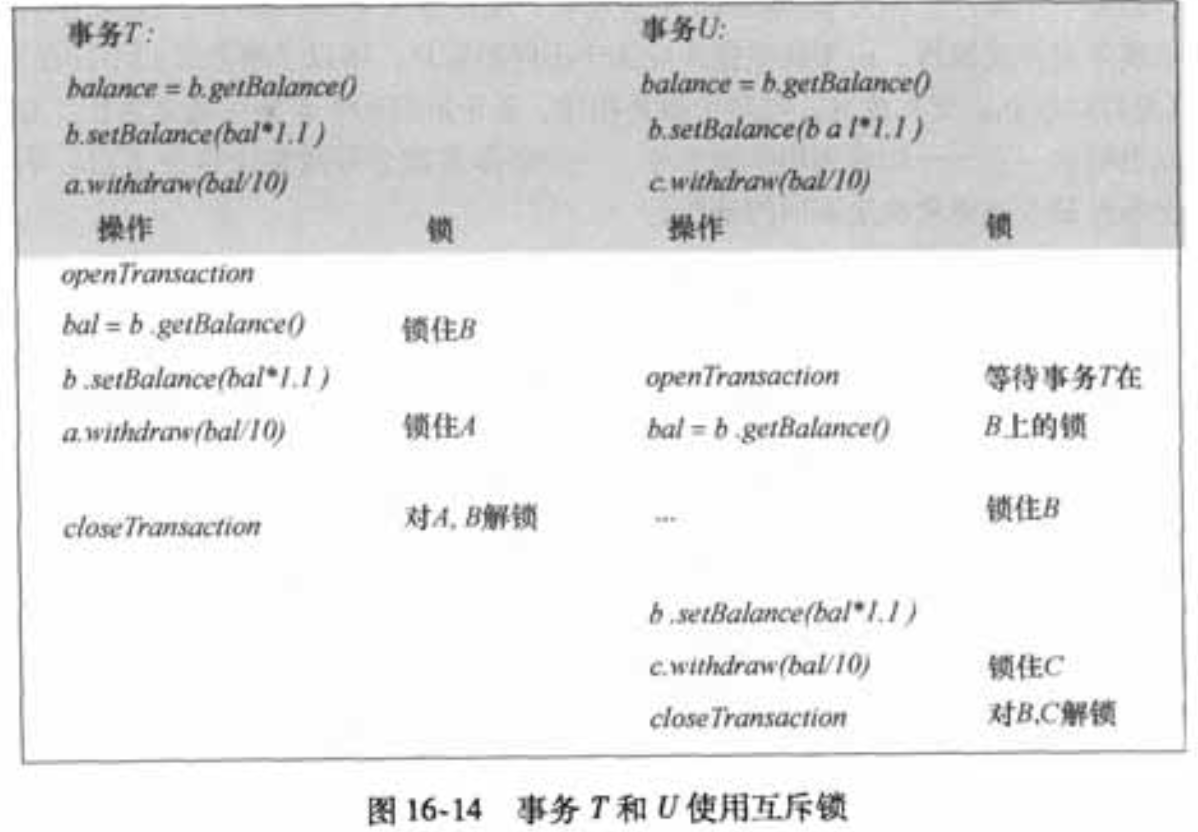 事务T: 事务U:
balance = b.getBalance() balance = b.getBalance()
b.setBalance(bal*1.1 ) b.setBalance(b a l*1.1 )
a.withdraw(bal/10) c.withdraw(bal/10)
操作 锁 操作 锁
openTransaction
bal = b .getBalance() 锁住B
b .setBalance(bal*1.1 ) openTransaction 等待事务T在
a.withdraw(bal/10) 锁住A bal = b .getBalance() B上的锁
closeTransaction 对A, B解锁 ... 锁住B
b .setBalance(bal*1.1 )
c.withdraw(bal/10) 锁住C
closeTransaction 对B,C解锁
图 16-14 事务 T 和 U 使用互斥锁